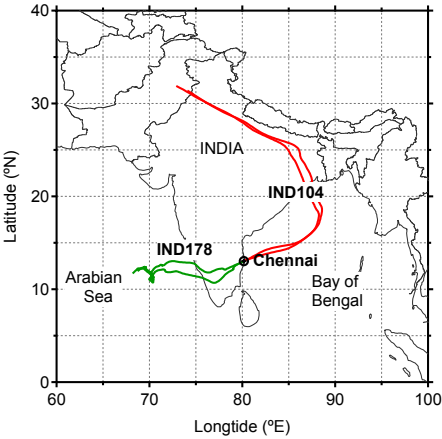 40
30
20
10
0
Latitude (ºN)
INDIA
IND104
IND178
Chennai
Arabian
Sea
Bay of
Bengal
60
70
80
90
100
Longtide (ºE)